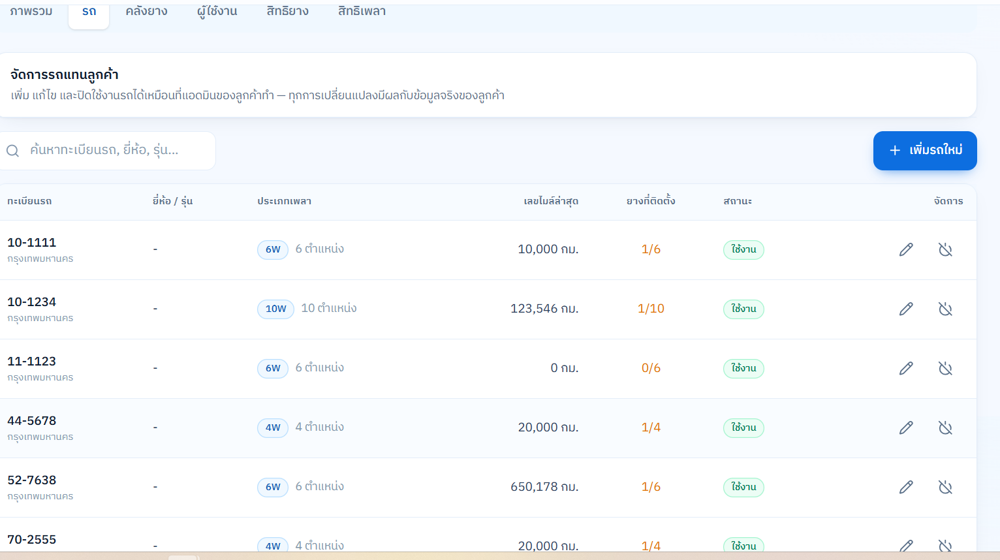 ภาพรวม รถ คลังยาง ผู้ใช้งาน สิทธิยาง สิทธิเพลา
จัดการรถแทนลูกค้า
เพิ่ม แก้ไข และปิดใช้งานรถได้เหมือนที่แอดมินของลูกค้าทำ — ทุกการเปลี่ยนแปลงมีผลกับข้อมูลจริงของลูกค้า
ค้นหาทะเบียนรถ, ยี่ห้อ, รุ่น...
+ เพิ่มรถใหม่
ทะเบียนรถ ยี่ห้อ / รุ่น ประเภทเพลา เลขไมล์ล่าสุด ยางที่ติดตั้ง สถานะ จัดการ
10-1111 - 6W 6 ตำแหน่ง 10,000 กม. 1/6 ใช้งาน
กรุงเทพมหานคร
10-1234 - 10W 10 ตำแหน่ง 123,546 กม. 1/10 ใช้งาน
กรุงเทพมหานคร
11-1123 - 6W 6 ตำแหน่ง 0 กม. 0/6 ใช้งาน
กรุงเทพมหานคร
44-5678 - 4W 4 ตำแหน่ง 20,000 กม. 1/4 ใช้งาน
กรุงเทพมหานคร
52-7638 - 6W 6 ตำแหน่ง 650,178 กม. 1/6 ใช้งาน
กรุงเทพมหานคร
70-2555 - 4W 4 ตำแหน่ง 20,000 กม. 1/4 ใช้งาน